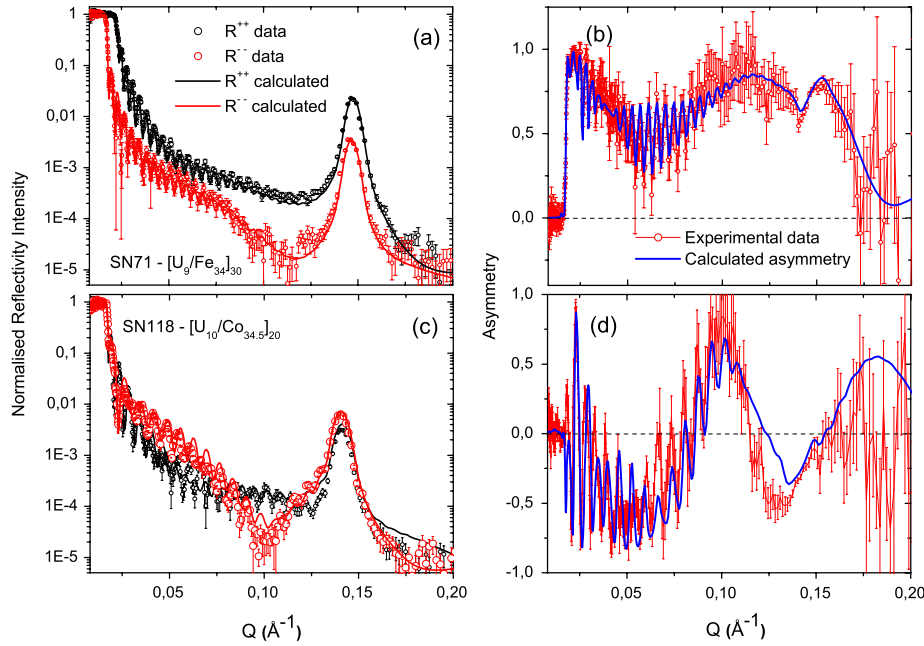 Normalised Reflectivity Intensity
1
0,1
0,01
1E-3
1E-4
1E-5
(a)
R⁺⁺ data
R⁻⁻ data
R⁺⁺ calculated
R⁻⁻ calculated
SN71 - [U₉/Fe₃₄]₃₀
Asymmetry
1,0
0,5
0,0
(b)
Experimental data
Calculated asymmetry
1
0,1
0,01
1E-3
1E-4
1E-5
SN118 - [U₁₀/Co₃₄.₅]₂₀
(c)
0,05 0,10 0,15 0,20
Q (Å⁻¹)
1,0
0,5
0,0
-0,5
-1,0
(d)
0,05 0,10 0,15 0,20
Q (Å⁻¹)